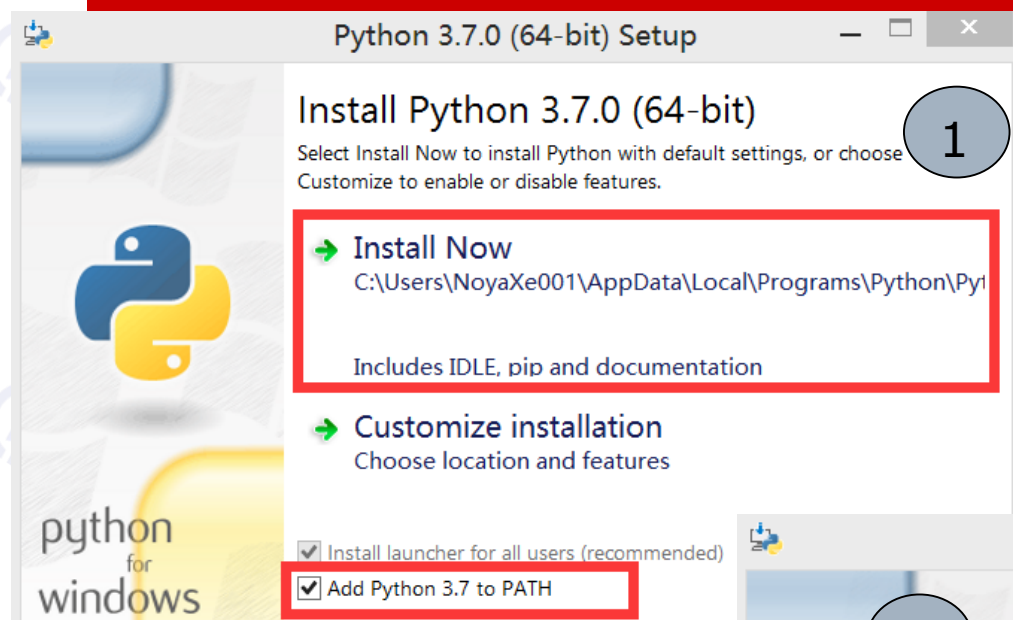 Python 3.7.0 (64-bit) Setup
Install Python 3.7.0 (64-bit)
1
Select Install Now to install Python with default settings, or choose
Customize to enable or disable features.
Install Now
C:\Users\NoyaXe001\AppData\Local\Programs\Python\Pyt
Includes IDLE, pip and documentation
Customize installation
Choose location and features
python
for
windows
Install launcher for all users (recommended)
Add Python 3.7 to PATH